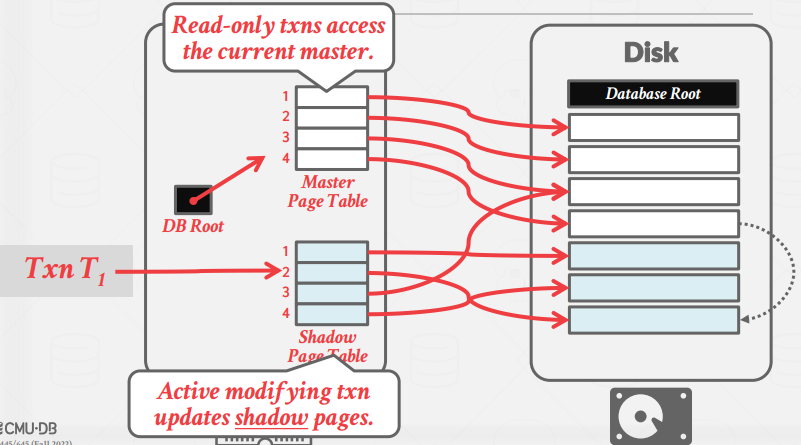 Read-only txns access
the current master.
Disk
Database Root
1
2
3
4
Master
Page Table
DB Root
Txn T1
1
2
3
4
Shadow
Page Table
Active modifying txn
updates shadow pages.
CMU·DB
445/645 (Fall 2022)